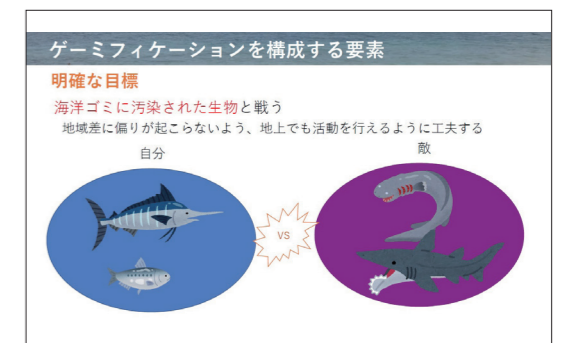 ゲーミフィケーションを構成する要素
明確な目標
海洋ゴミに汚染された生物と戦う
地域差に偏りが起こらないよう、地上でも活動を行えるように工夫する
自分
敵
VS